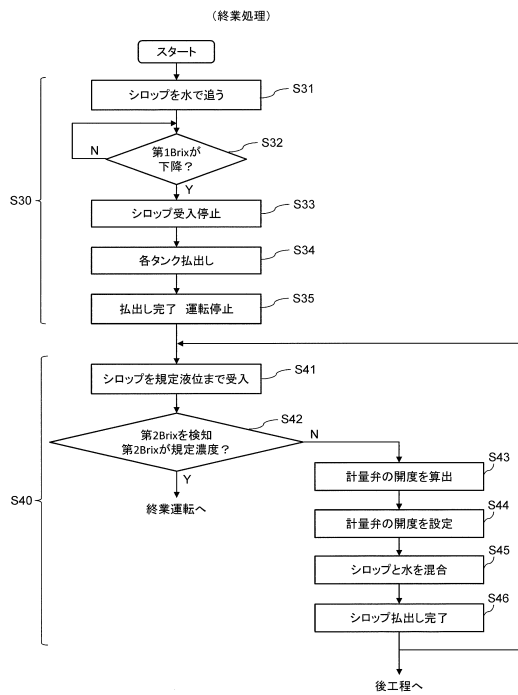 (終業処理)
スタート
シロップを水で追う
S31
第1Brixが
下降？
S32
N
Y
S30
シロップ受入停止
S33
各タンク払出し
S34
払出し完了 運転停止
S35
シロップを規定液位まで受入
S41
第2Brixを検知
第2Brixが規定濃度？
S42
N
Y
終業運転へ
S40
計量弁の開度を算出
S43
計量弁の開度を設定
S44
シロップと水を混合
S45
シロップ払出し完了
S46
後工程へ